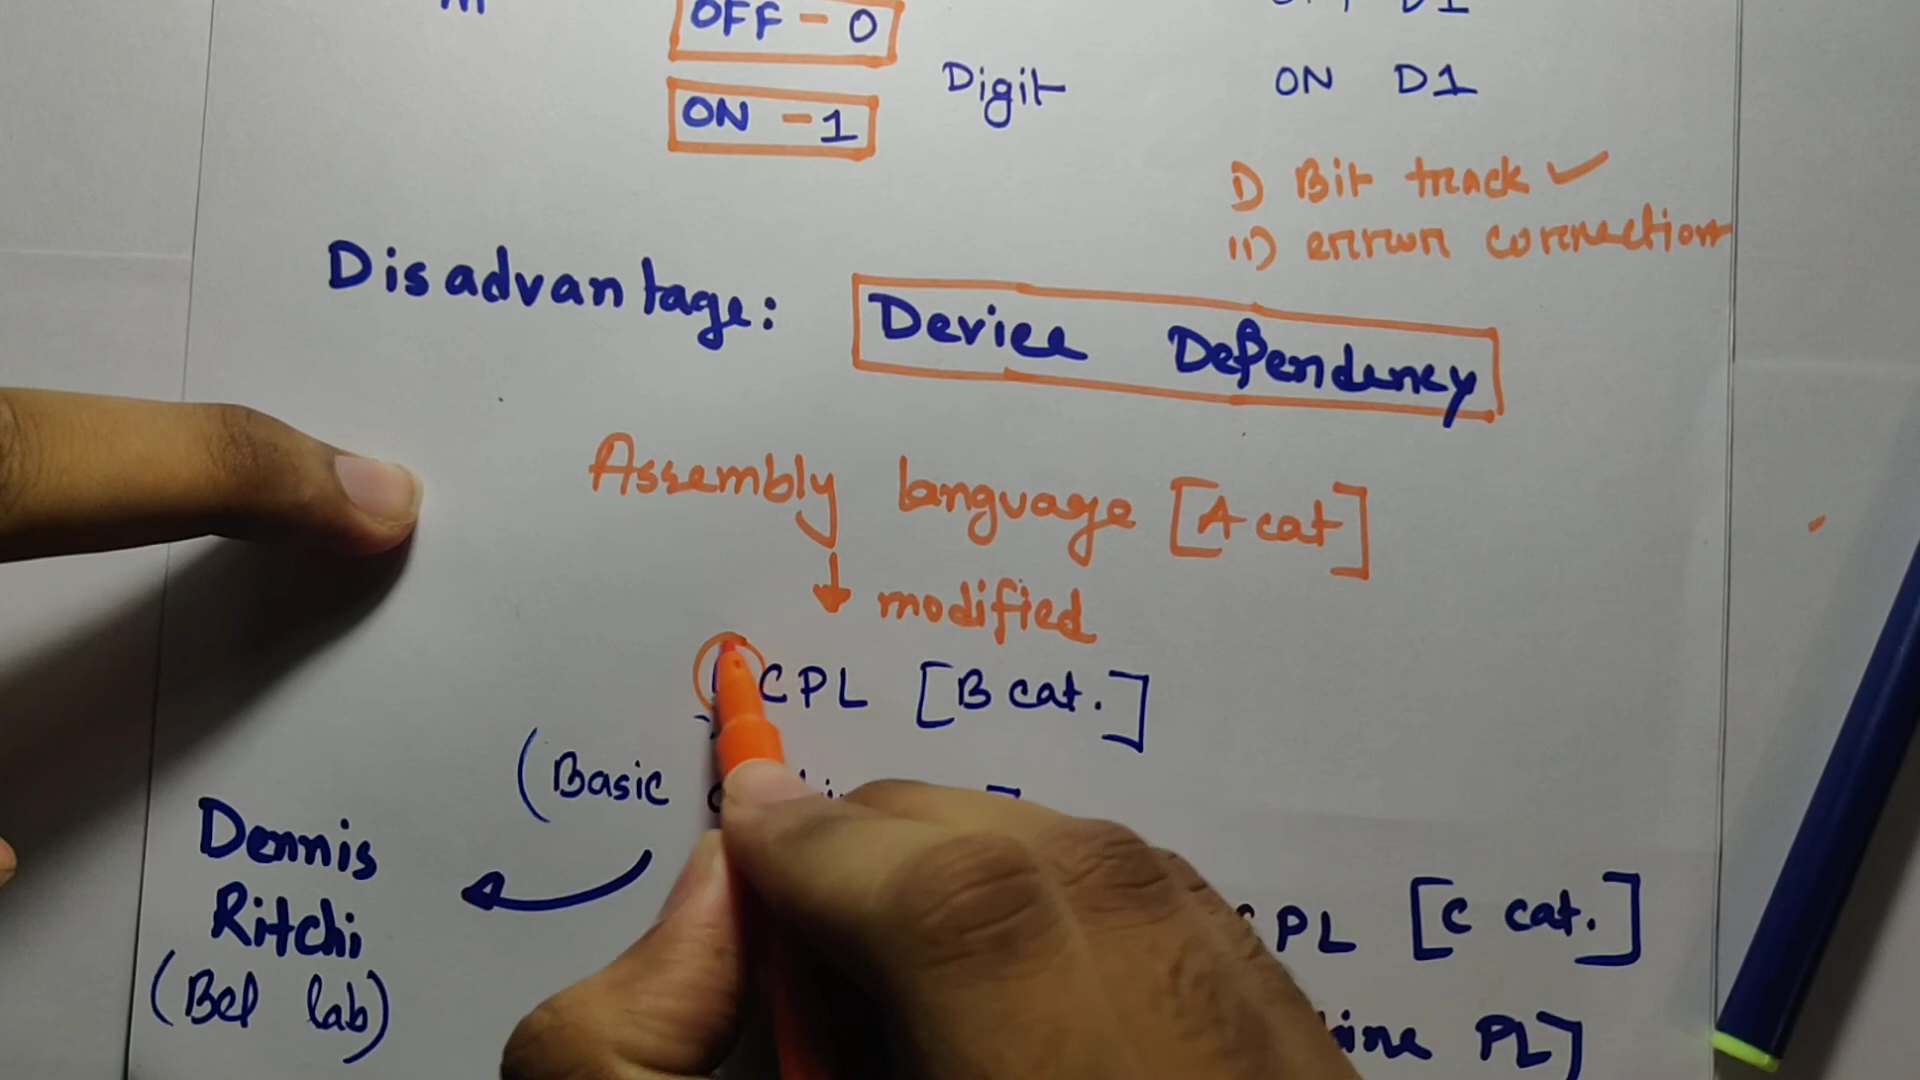 OFF - 0
ON - 1
Digit
ON D1
I) Bit track ✓
II) error correction
Disadvantage: Device Dependency
Assembly language [A cat]
↓ modified
CPL [B cat.]
(Basic
Dennis
Ritchi
(Bel lab)
PL [C cat.]
PL]